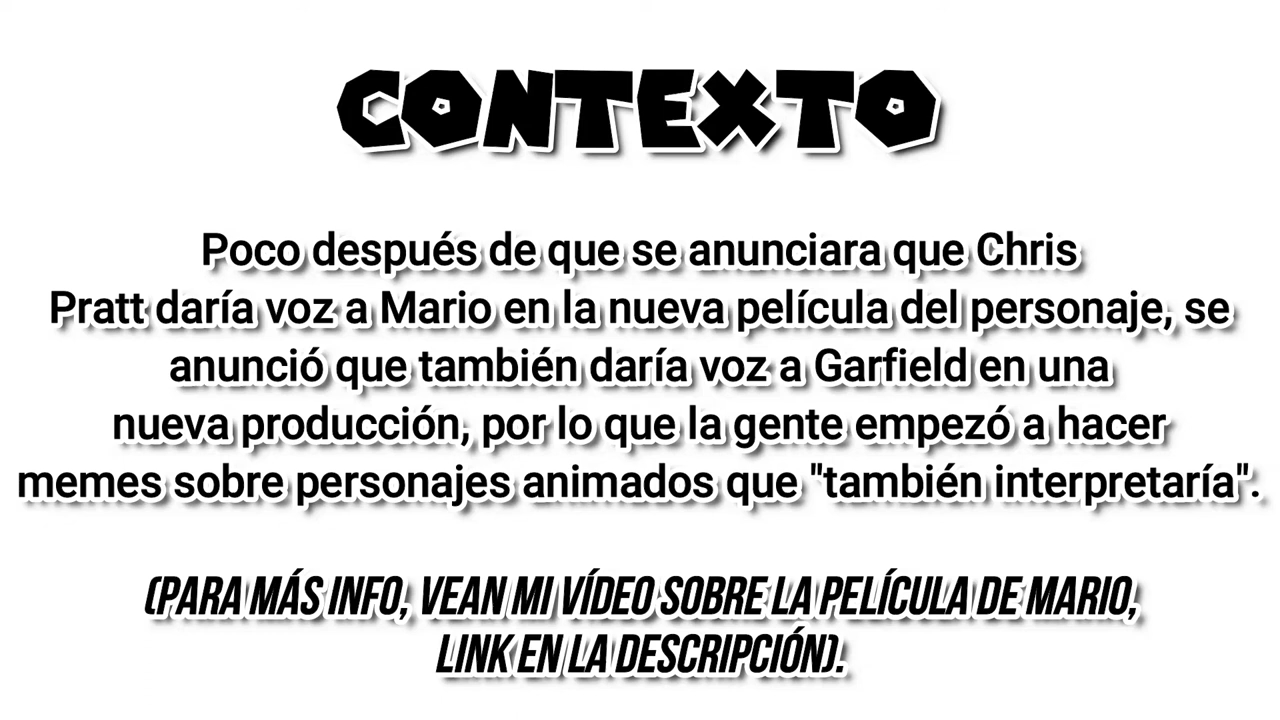 CONTEXTO
Poco después de que se anunciara que Chris
Pratt daría voz a Mario en la nueva película del personaje, se
anunció que también daría voz a Garfield en una
nueva producción, por lo que la gente empezó a hacer
memes sobre personajes animados que "también interpretaría".
(PARA MÁS INFO, VEAN MI VÍDEO SOBRE LA PELÍCULA DE MARIO,
LINK EN LA DESCRIPCIÓN).